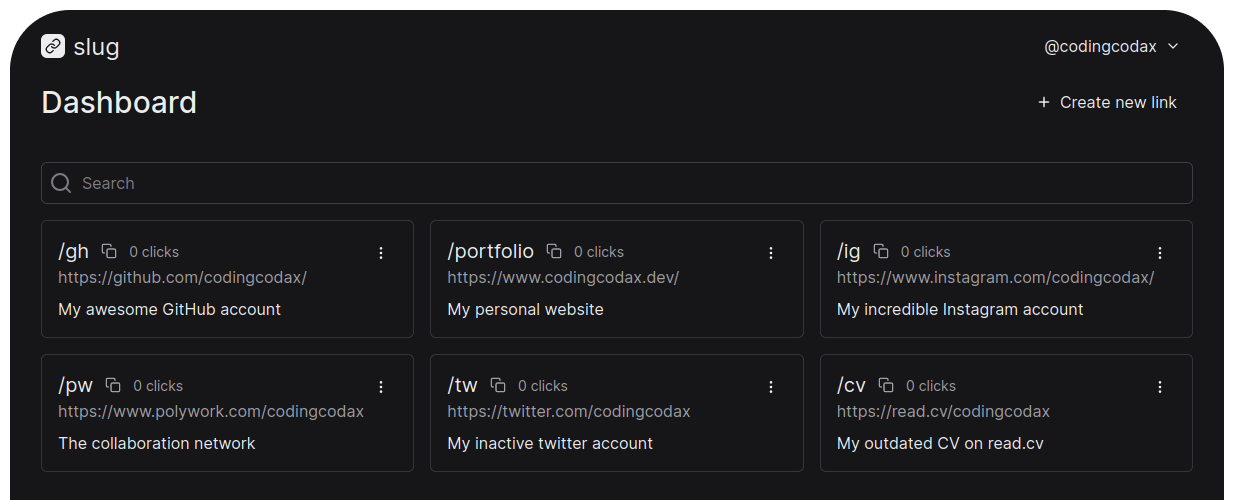 slug
@codingcodax
Dashboard
+ Create new link
Search
/gh 0 clicks
https://github.com/codingcodax/
My awesome GitHub account
/portfolio 0 clicks
https://www.codingcodax.dev/
My personal website
/ig 0 clicks
https://www.instagram.com/codingcodax/
My incredible Instagram account
/pw 0 clicks
https://www.polywork.com/codingcodax
The collaboration network
/tw 0 clicks
https://twitter.com/codingcodax
My inactive twitter account
/cv 0 clicks
https://read.cv/codingcodax
My outdated CV on read.cv